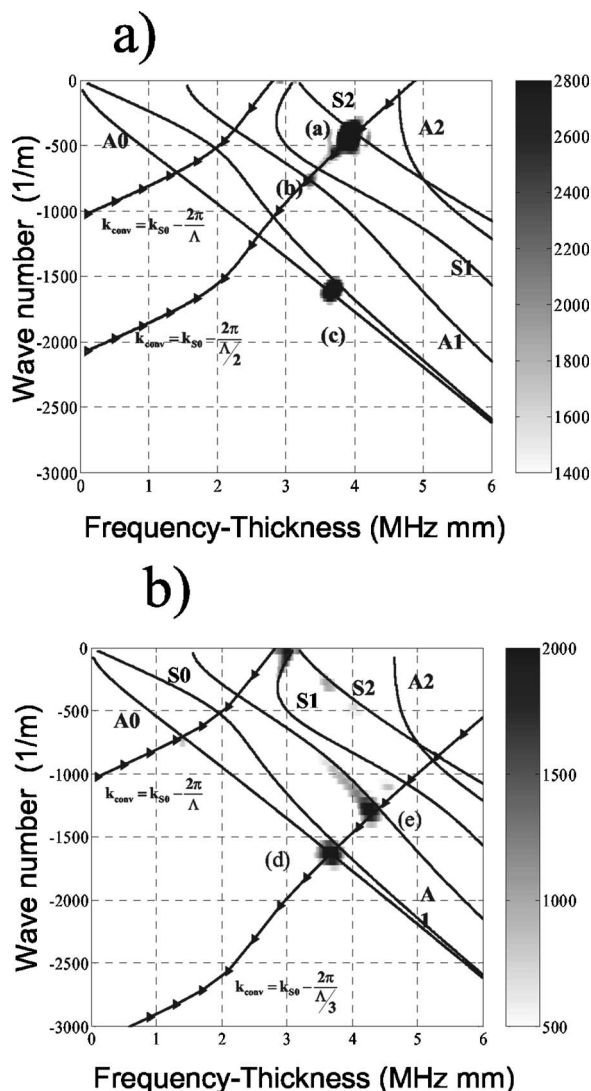 a)
0
-500
-1000
-1500
-2000
-2500
-3000
Wave number (1/m)
A0
S2
(a)
A2
(b)
k_conv = k_S0 - 2π/Λ
S1
k_conv = k_S0 - 2π/(Λ/2)
(c)
A1
0 1 2 3 4 5 6
Frequency-Thickness (MHz mm)
2800
2600
2400
2200
2000
1800
1600
1400
b)
0
-500
-1000
-1500
-2000
-2500
-3000
Wave number (1/m)
S0
A0
S1
S2
A2
k_conv = k_S0 - 2π/Λ
(e)
(d)
A
1
k_conv = k_S0 - 2π/(Λ/3)
0 1 2 3 4 5 6
Frequency-Thickness (MHz mm)
2000
1500
1000
500